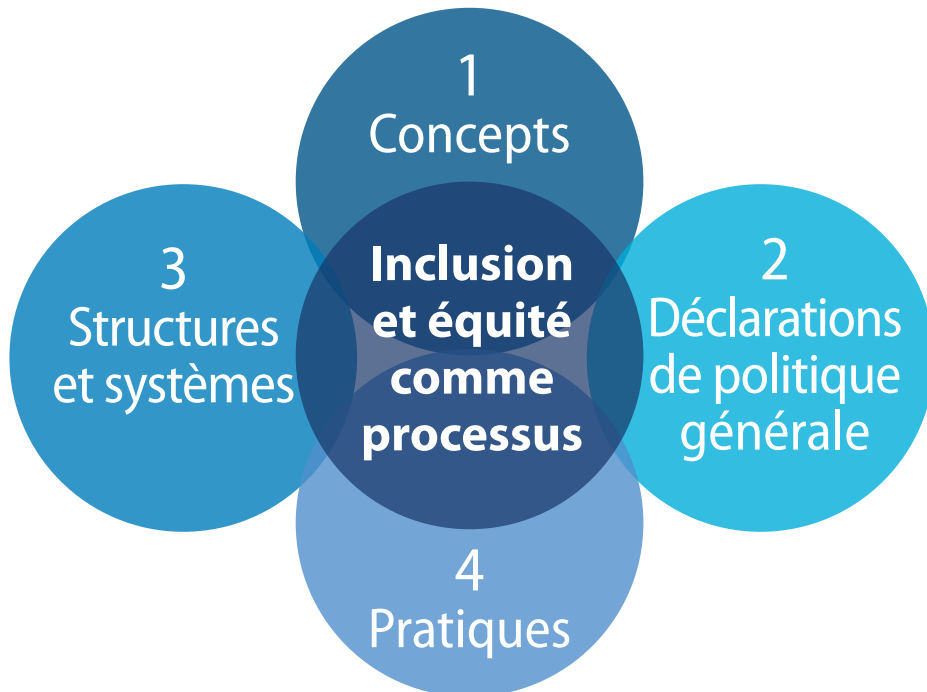 1
Concepts
Inclusion
et équité
comme
processus
2
Déclarations
de politique
générale
3
Structures
et systèmes
4
Pratiques